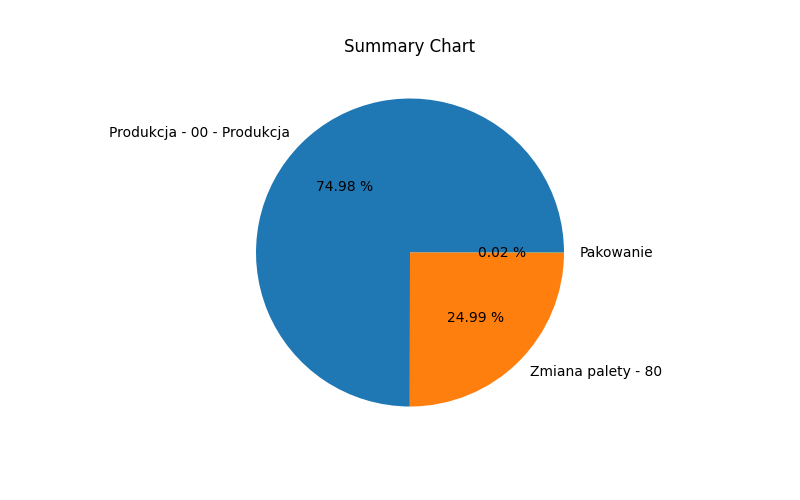 Summary Chart
Produkcja - 00 - Produkcja
74.98 %
0.02 %
Pakowanie
24.99 %
Zmiana palety - 80